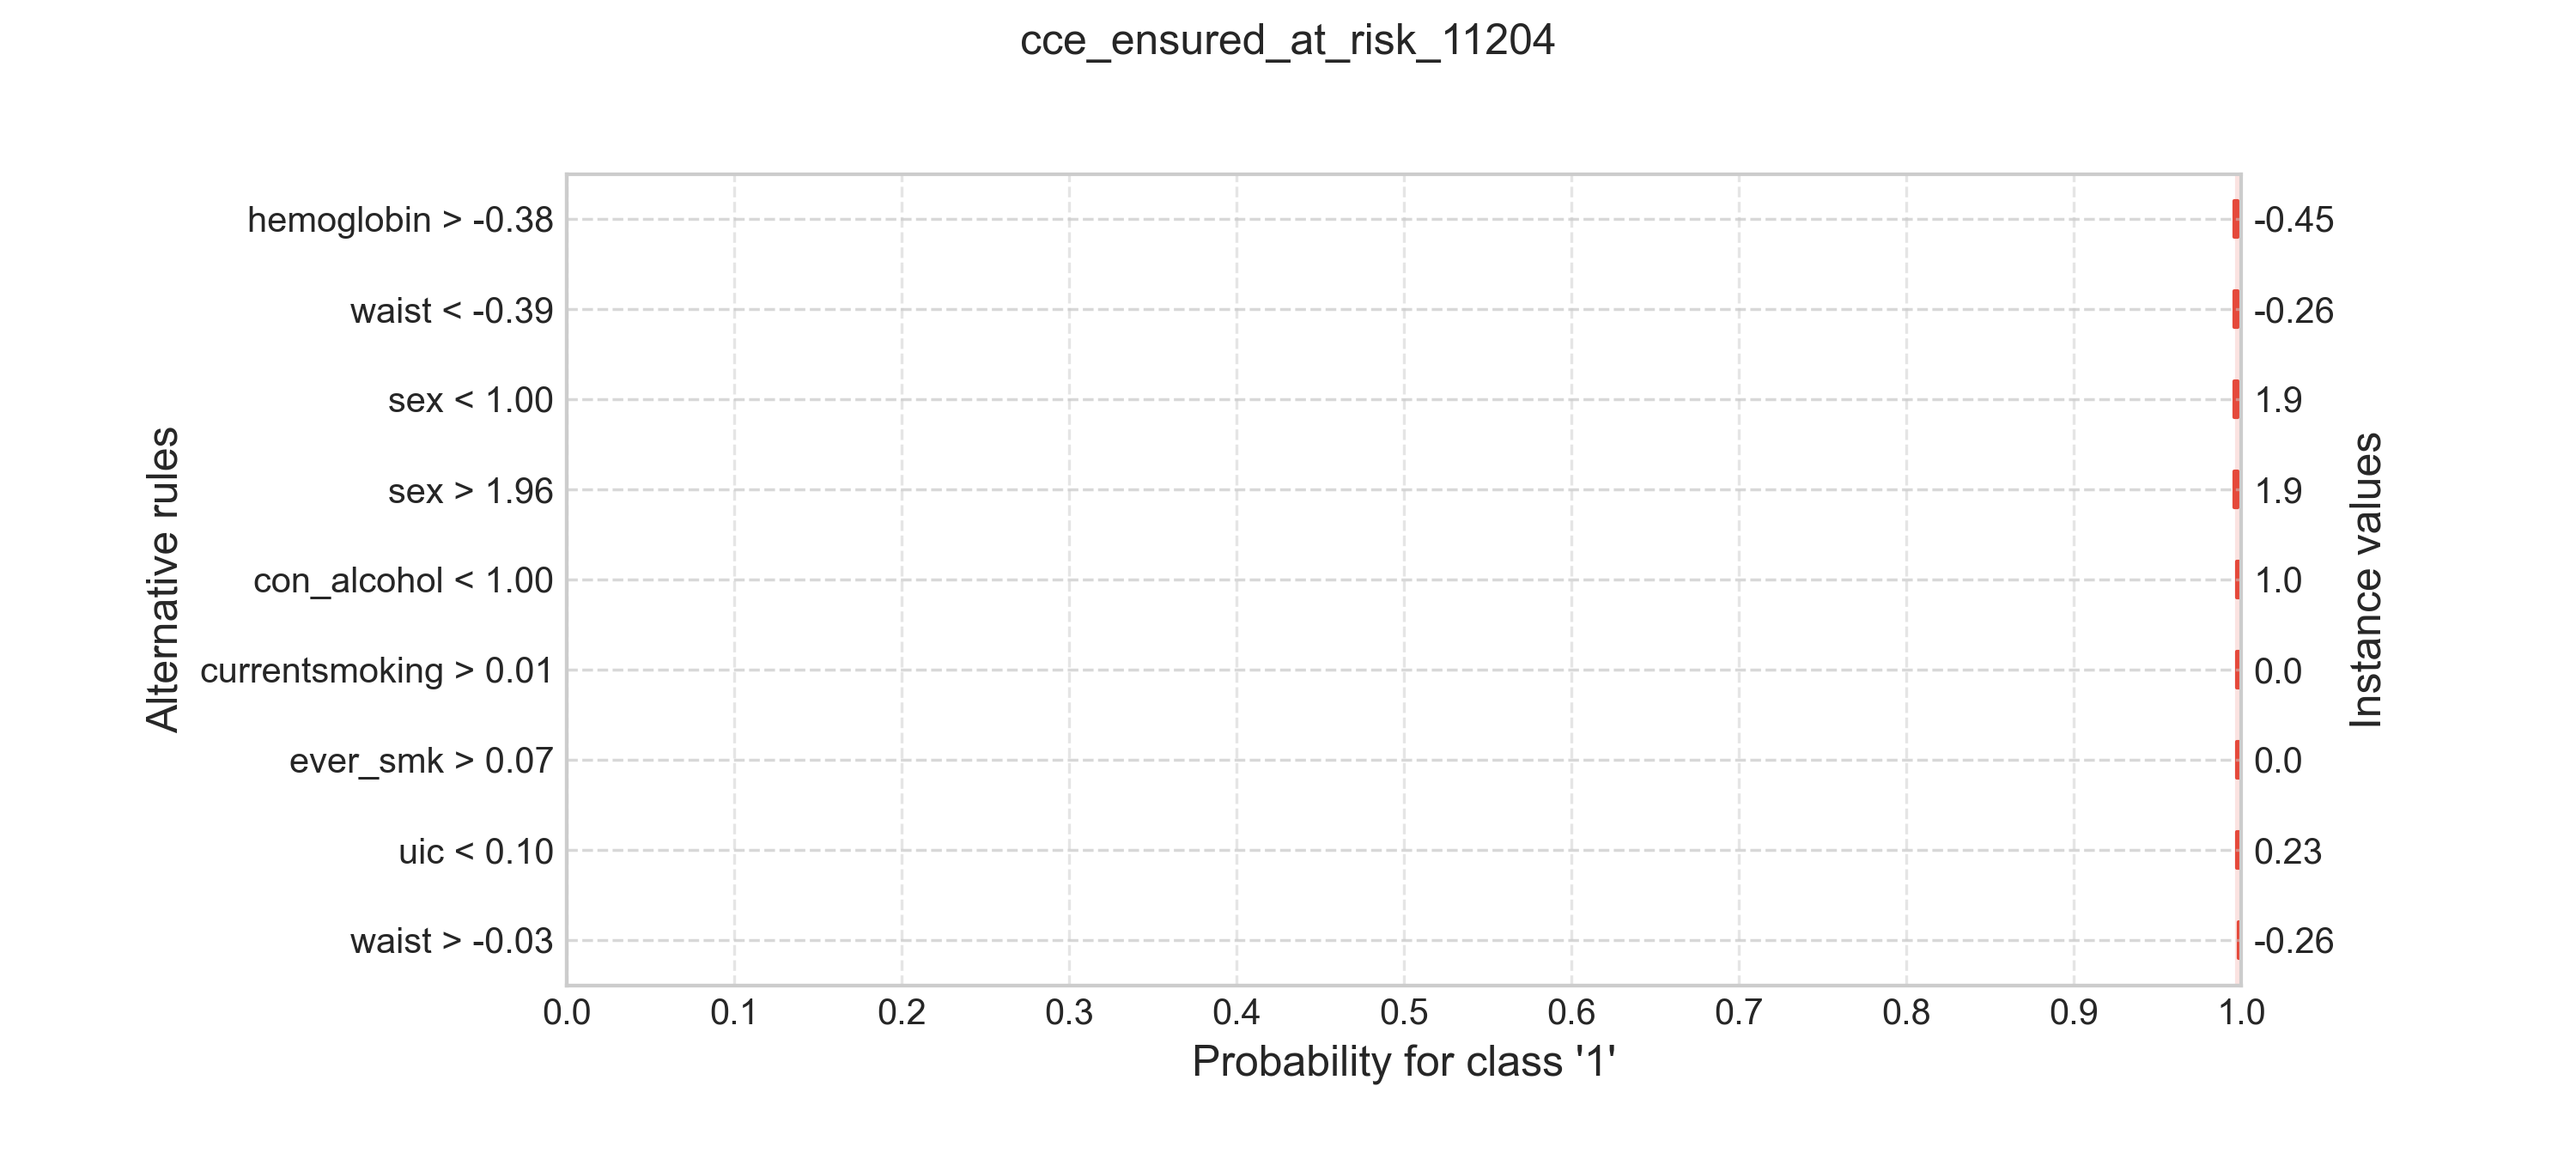 cce_ensured_at_risk_11204
Alternative rules
hemoglobin > -0.38
-0.45
waist < -0.39
-0.26
sex < 1.00
1.9
sex > 1.96
1.9
con_alcohol < 1.00
1.0
currentsmoking > 0.01
0.0
ever_smk > 0.07
0.0
uic < 0.10
0.23
waist > -0.03
-0.26
Instance values
0.0 0.1 0.2 0.3 0.4 0.5 0.6 0.7 0.8 0.9 1.0
Probability for class '1'